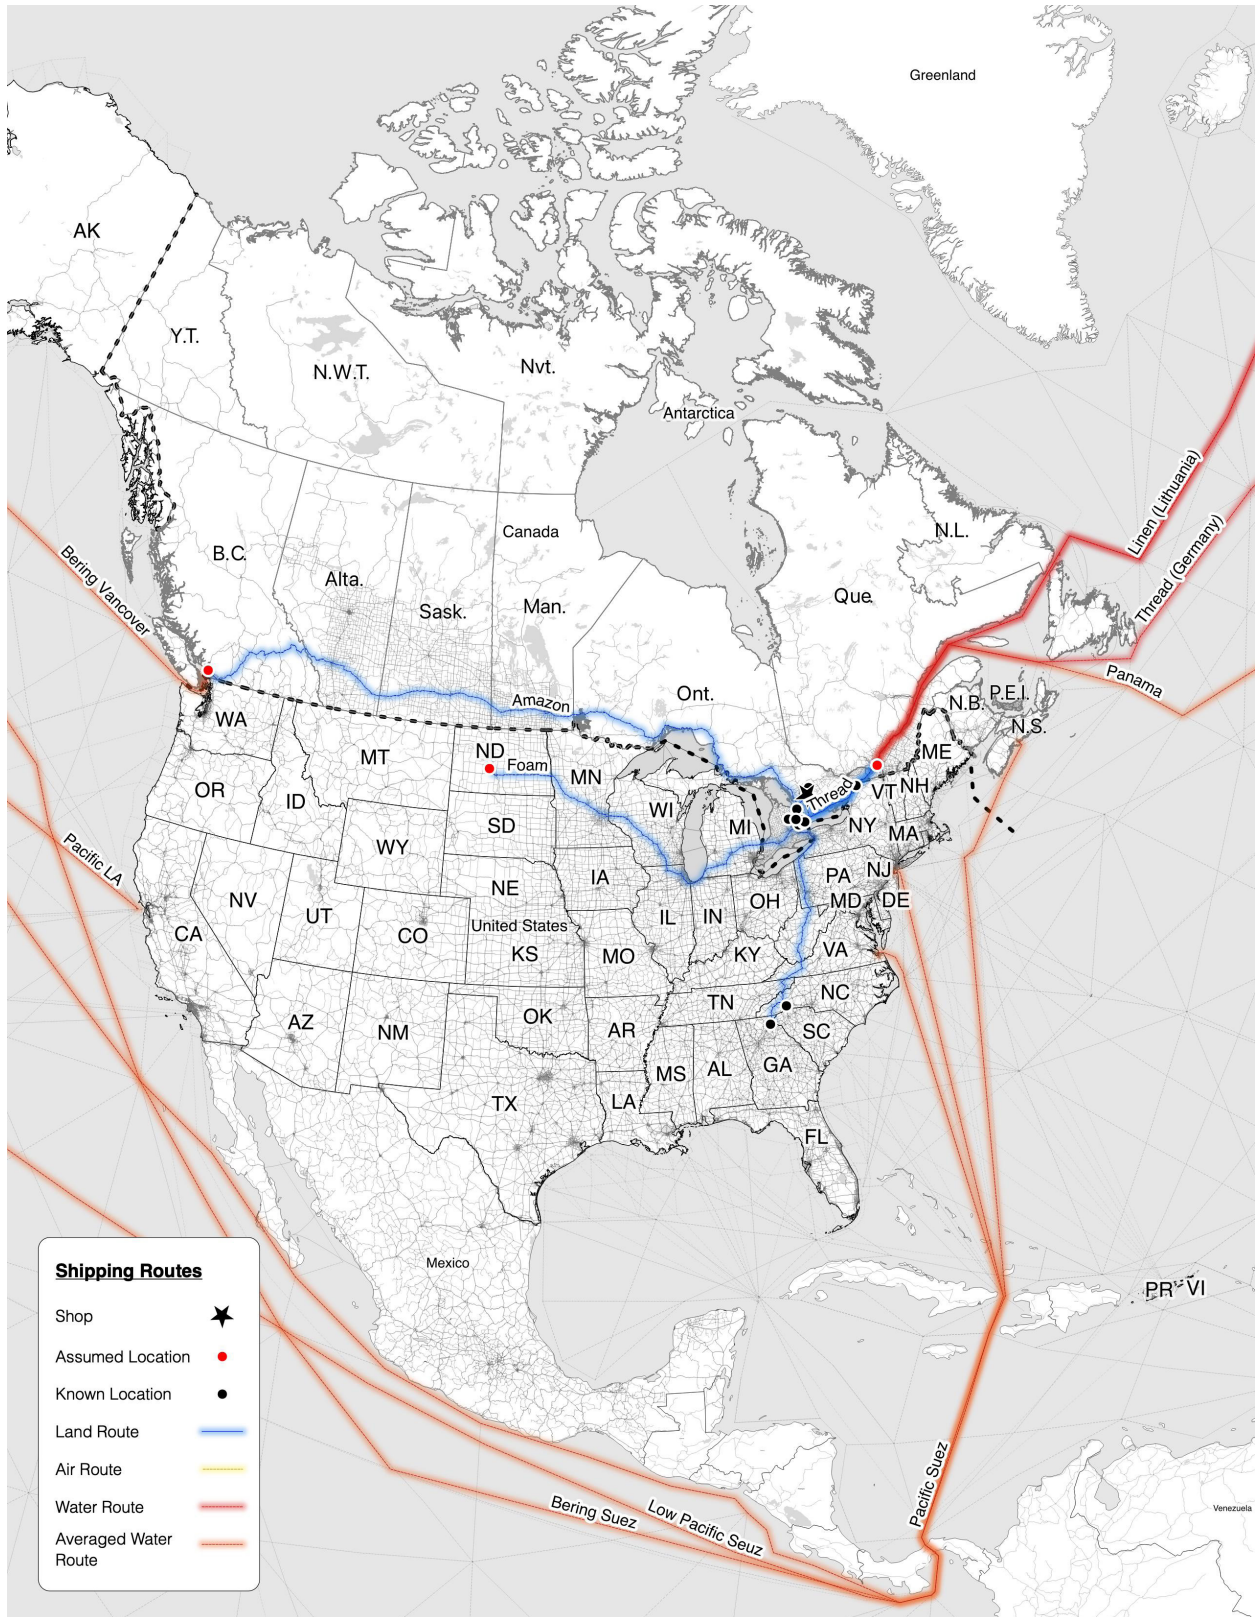 Greenland
AK
Y.T.
N.W.T.
Nvt.
Antarctica
Linen (Lithuania)
Thread (Germany)
N.L.
Canada
B.C.
Bering Vancover
Alta.
Sask.
Man.
Que.
Ont.
Amazon
Panama
P.E.I.
N.B.
N.S.
WA
ND
Foam
MT
MN
ME
OR
ID
Thread
VT
NH
WI
MI
NY
MA
SD
WY
Pacific LA
IA
PA
NJ
NE
NV
UT
OH
MD
DE
IL
IN
United States
CO
CA
KS
MO
KY
VA
TN
NC
AZ
NM
OK
AR
SC
MS
AL
GA
TX
LA
FL
Mexico
PR
VI
Shipping Routes
Shop
Assumed Location
Known Location
Land Route
Air Route
Water Route
Averaged Water
Route
Bering Suez
Low Pacific Seuz
Pacific Suez
Venezuela